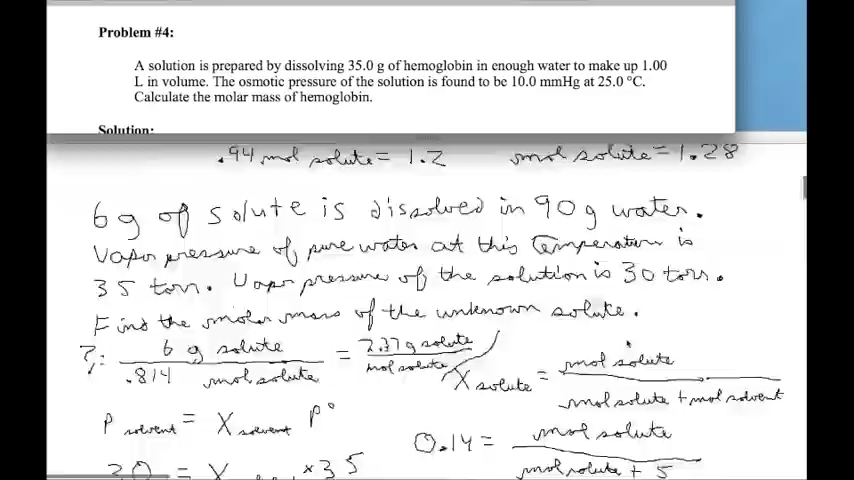 Problem #4:
A solution is prepared by dissolving 35.0 g of hemoglobin in enough water to make up 1.00
L in volume. The osmotic pressure of the solution is found to be 10.0 mmHg at 25.0 °C.
Calculate the molar mass of hemoglobin.
Solution:
.94 mol solute = 1.2 mol solute = 1.28
6g of solute is dissolved in 90g water.
Vapor pressure of pure water at this Temperature is
35 torr. Vapor pressure of the solution is 30 torr.
Find the molar mass of the unknown solute.
?: 6 g solute / .814 mol solute = 7.37 g solute / mol solute
X solute = mol solute / mol solute + mol solvent
P solvent = X solvent P°
0.14 = mol solute / mol solute + 5
30 = X × 35